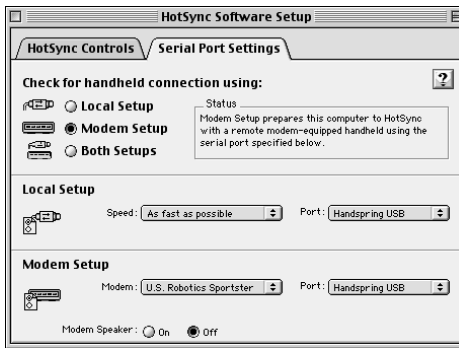 HotSync Software Setup
HotSync Controls
Serial Port Settings
Check for handheld connection using:
?
Local Setup
Modem Setup
Both Setups
Status
Modem Setup prepares this computer to HotSync
with a remote modem-equipped handheld using the
serial port specified below.
Local Setup
Speed: As fast as possible
Port: Handspring USB
Modem Setup
Modem: U.S. Robotics Sportster
Port: Handspring USB
Modem Speaker: On Off